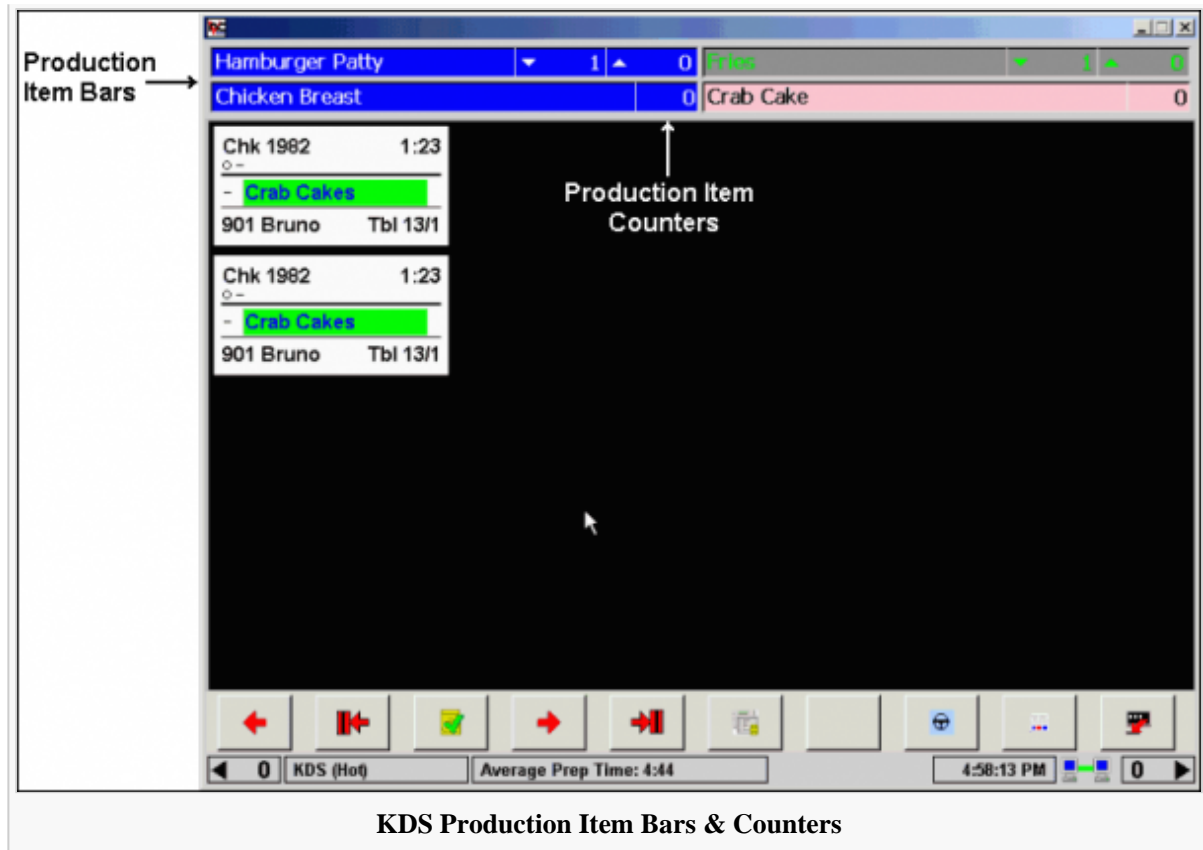 Production
Item Bars
Hamburger Patty 1 0 Fries 1 0
Chicken Breast 0 Crab Cake 0
Chk 1982 1:23
- Crab Cakes
901 Bruno Tbl 13/1
Production Item
Counters
Chk 1982 1:23
- Crab Cakes
901 Bruno Tbl 13/1
0 KDS (Hot) Average Prep Time: 4:44 4:58:13 PM 0
KDS Production Item Bars & Counters